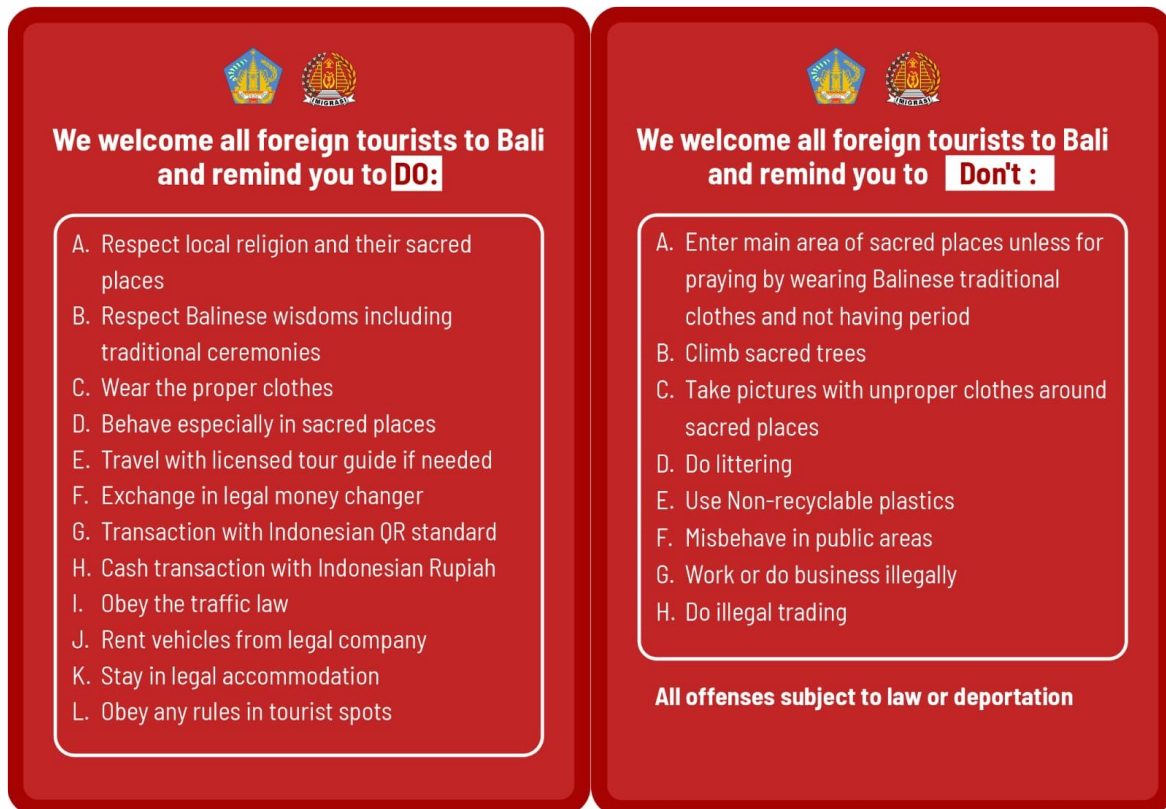 IMIGRASI
We welcome all foreign tourists to Bali
and remind you to DO:
A. Respect local religion and their sacred
places
B. Respect Balinese wisdoms including
traditional ceremonies
C. Wear the proper clothes
D. Behave especially in sacred places
E. Travel with licensed tour guide if needed
F. Exchange in legal money changer
G. Transaction with Indonesian QR standard
H. Cash transaction with Indonesian Rupiah
I. Obey the traffic law
J. Rent vehicles from legal company
K. Stay in legal accommodation
L. Obey any rules in tourist spots
IMIGRASI
We welcome all foreign tourists to Bali
and remind you to Don't :
A. Enter main area of sacred places unless for
praying by wearing Balinese traditional
clothes and not having period
B. Climb sacred trees
C. Take pictures with unproper clothes around
sacred places
D. Do littering
E. Use Non-recyclable plastics
F. Misbehave in public areas
G. Work or do business illegally
H. Do illegal trading
All offenses subject to law or deportation